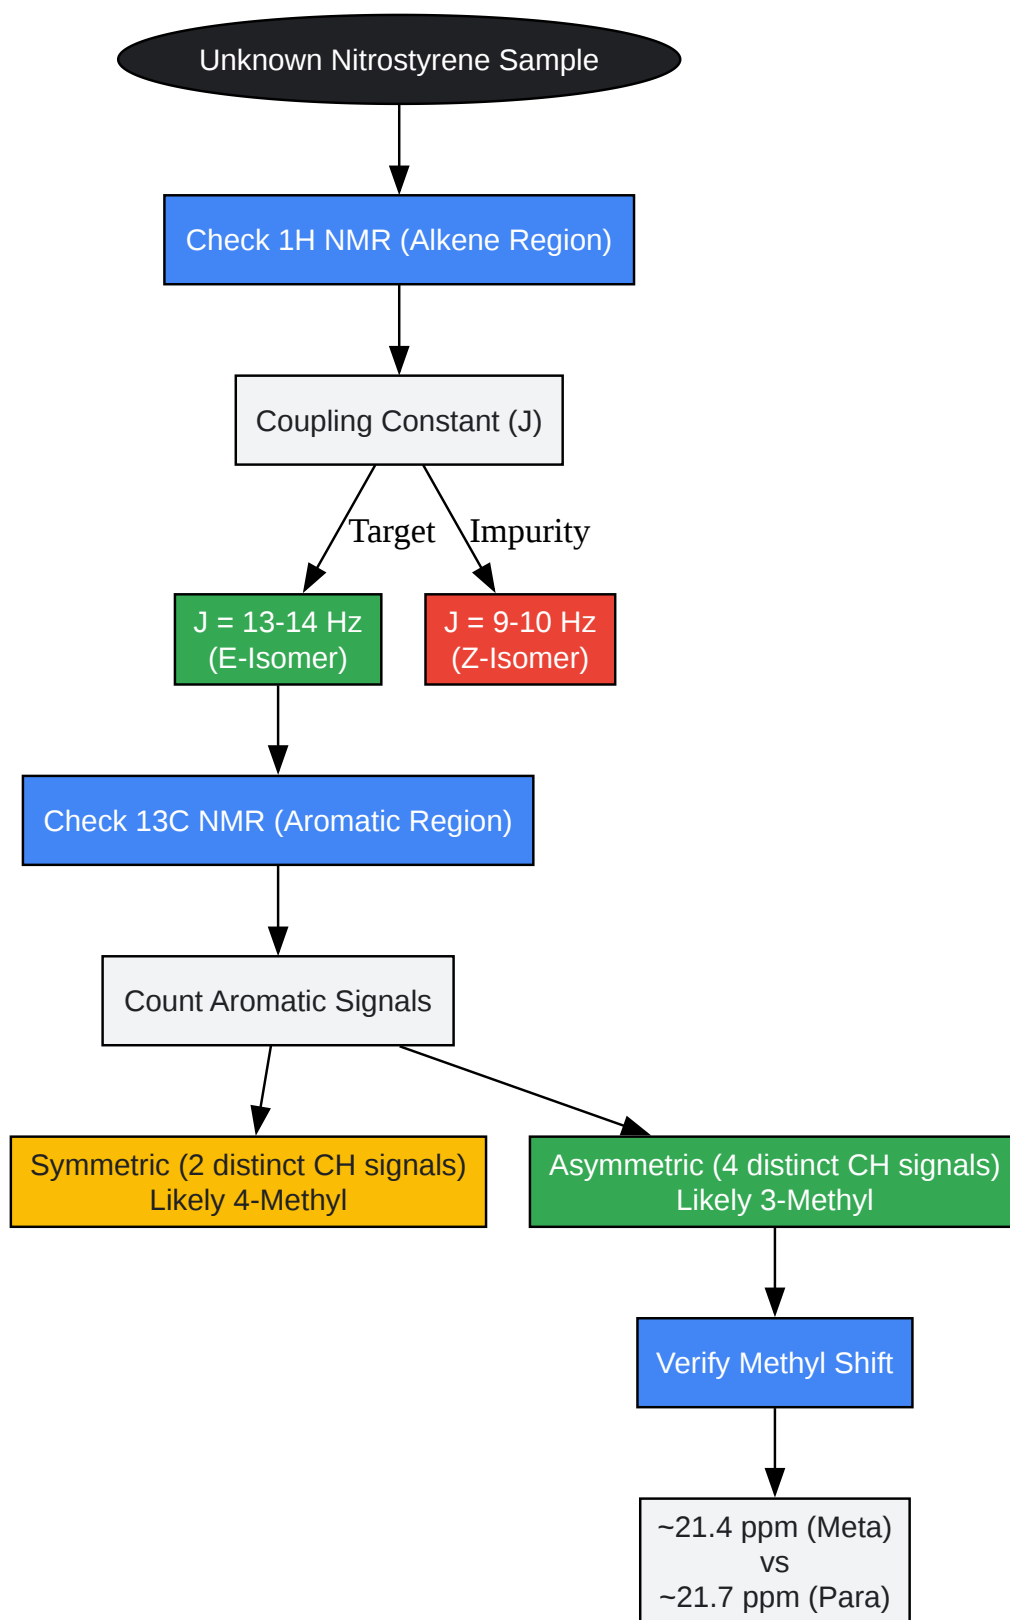 Unknown Nitrostyrene Sample
Check 1H NMR (Alkene Region)
Coupling Constant (J)
Target
Impurity
J = 13-14 Hz
(E-Isomer)
J = 9-10 Hz
(Z-Isomer)
Check 13C NMR (Aromatic Region)
Count Aromatic Signals
Symmetric (2 distinct CH signals)
Likely 4-Methyl
Asymmetric (4 distinct CH signals)
Likely 3-Methyl
Verify Methyl Shift
~21.4 ppm (Meta)
vs
~21.7 ppm (Para)